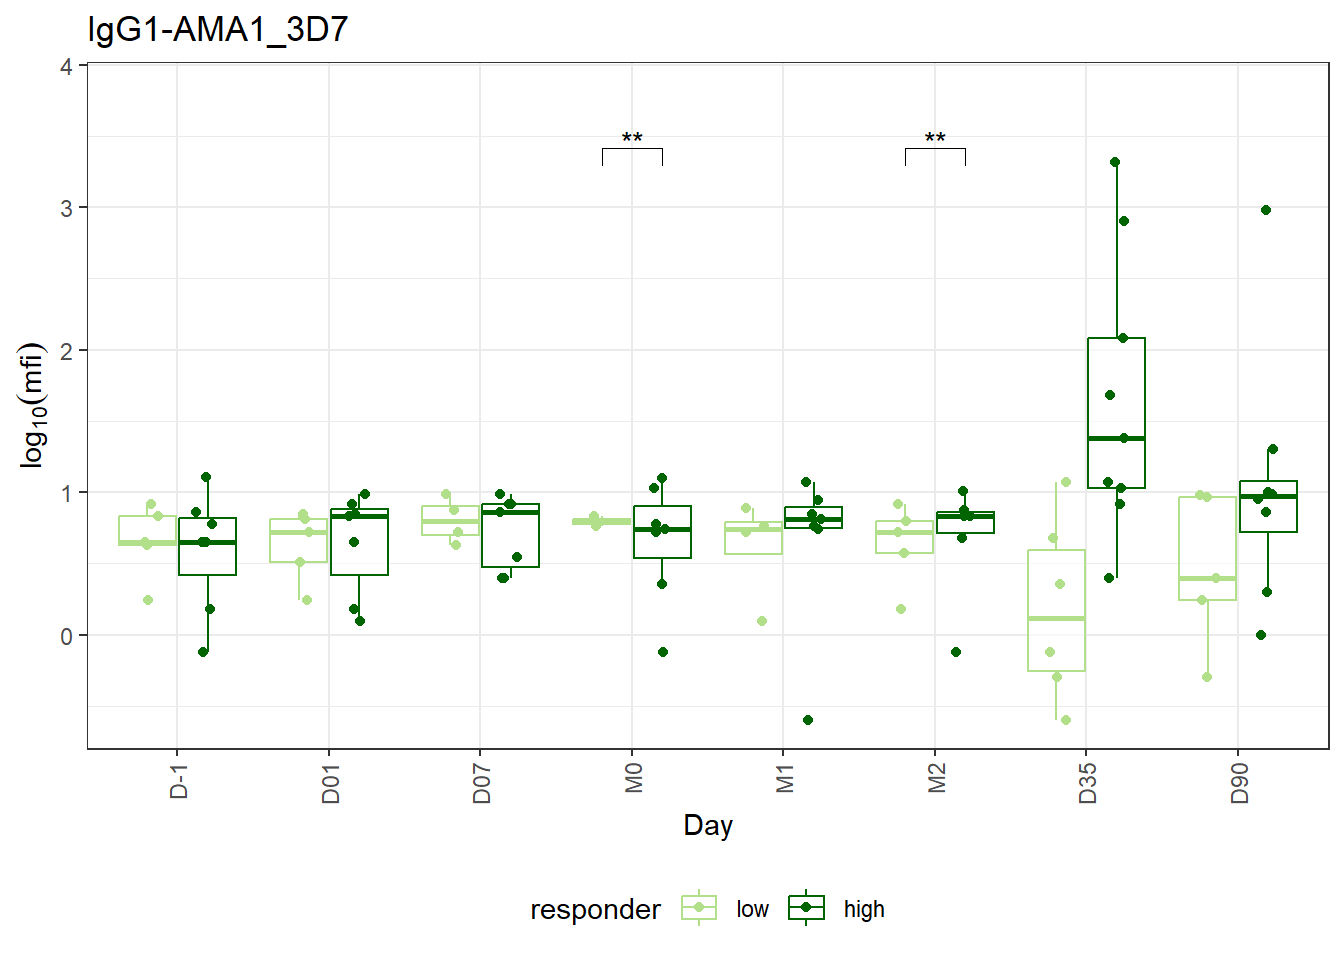 IgG1-AMA1_3D7
4
3
2
1
0
log10(mfi)
**
**
D-1
D01
D07
M0
M1
M2
D35
D90
Day
responder
low
high